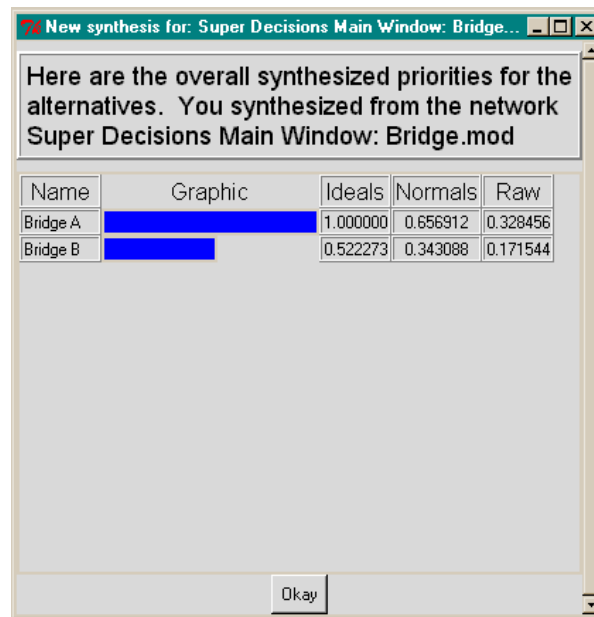 New synthesis for: Super Decisions Main Window: Bridge...
Here are the overall synthesized priorities for the
alternatives. You synthesized from the network
Super Decisions Main Window: Bridge.mod
Name Graphic Ideals Normals Raw
Bridge A 1.000000 0.656912 0.328456
Bridge B 0.522273 0.343088 0.171544
Okay